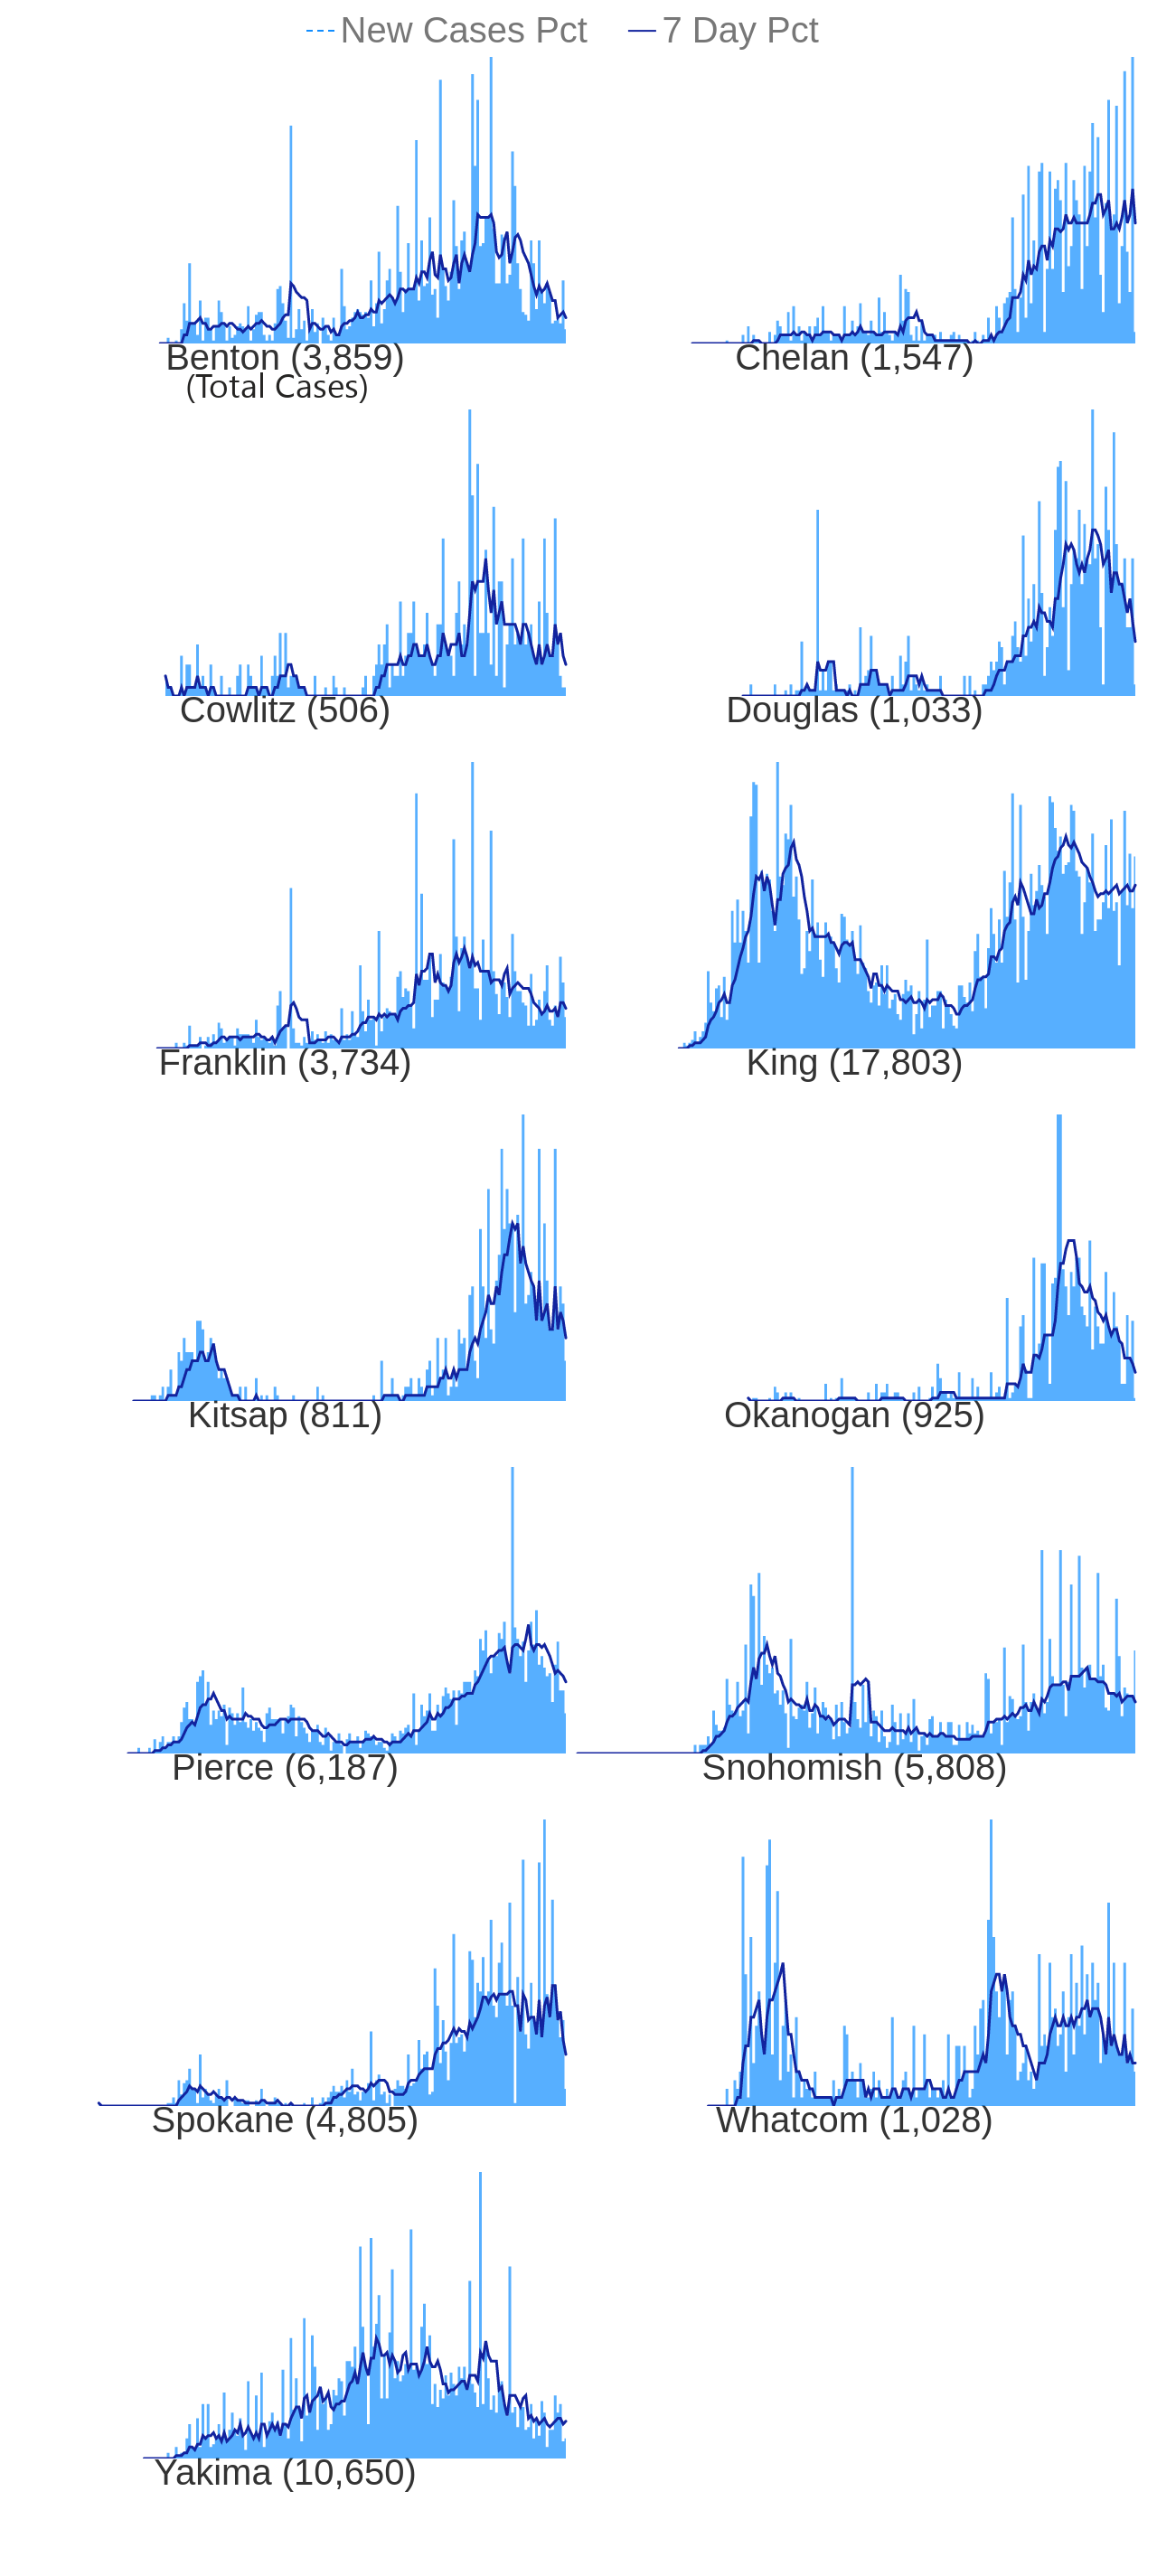 New Cases Pct 7 Day Pct
Benton (3,859) Chelan (1,547)
(Total Cases)
Cowlitz (506) Douglas (1,033)
Franklin (3,734) King (17,803)
Kitsap (811) Okanogan (925)
Pierce (6,187) Snohomish (5,808)
Spokane (4,805) Whatcom (1,028)
Yakima (10,650)